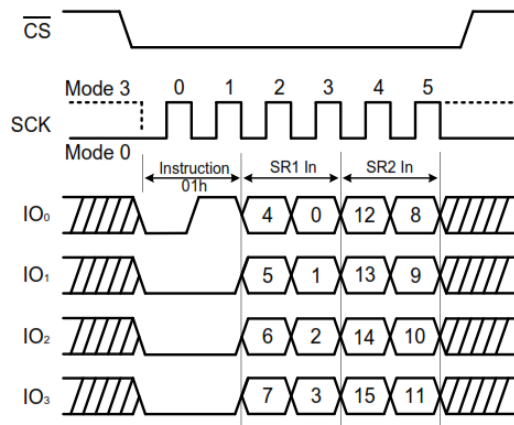 CS
Mode 3 0 1 2 3 4 5
SCK
Mode 0
Instruction SR1 In SR2 In
01h
IO₀ 4 0 12 8
IO₁ 5 1 13 9
IO₂ 6 2 14 10
IO₃ 7 3 15 11